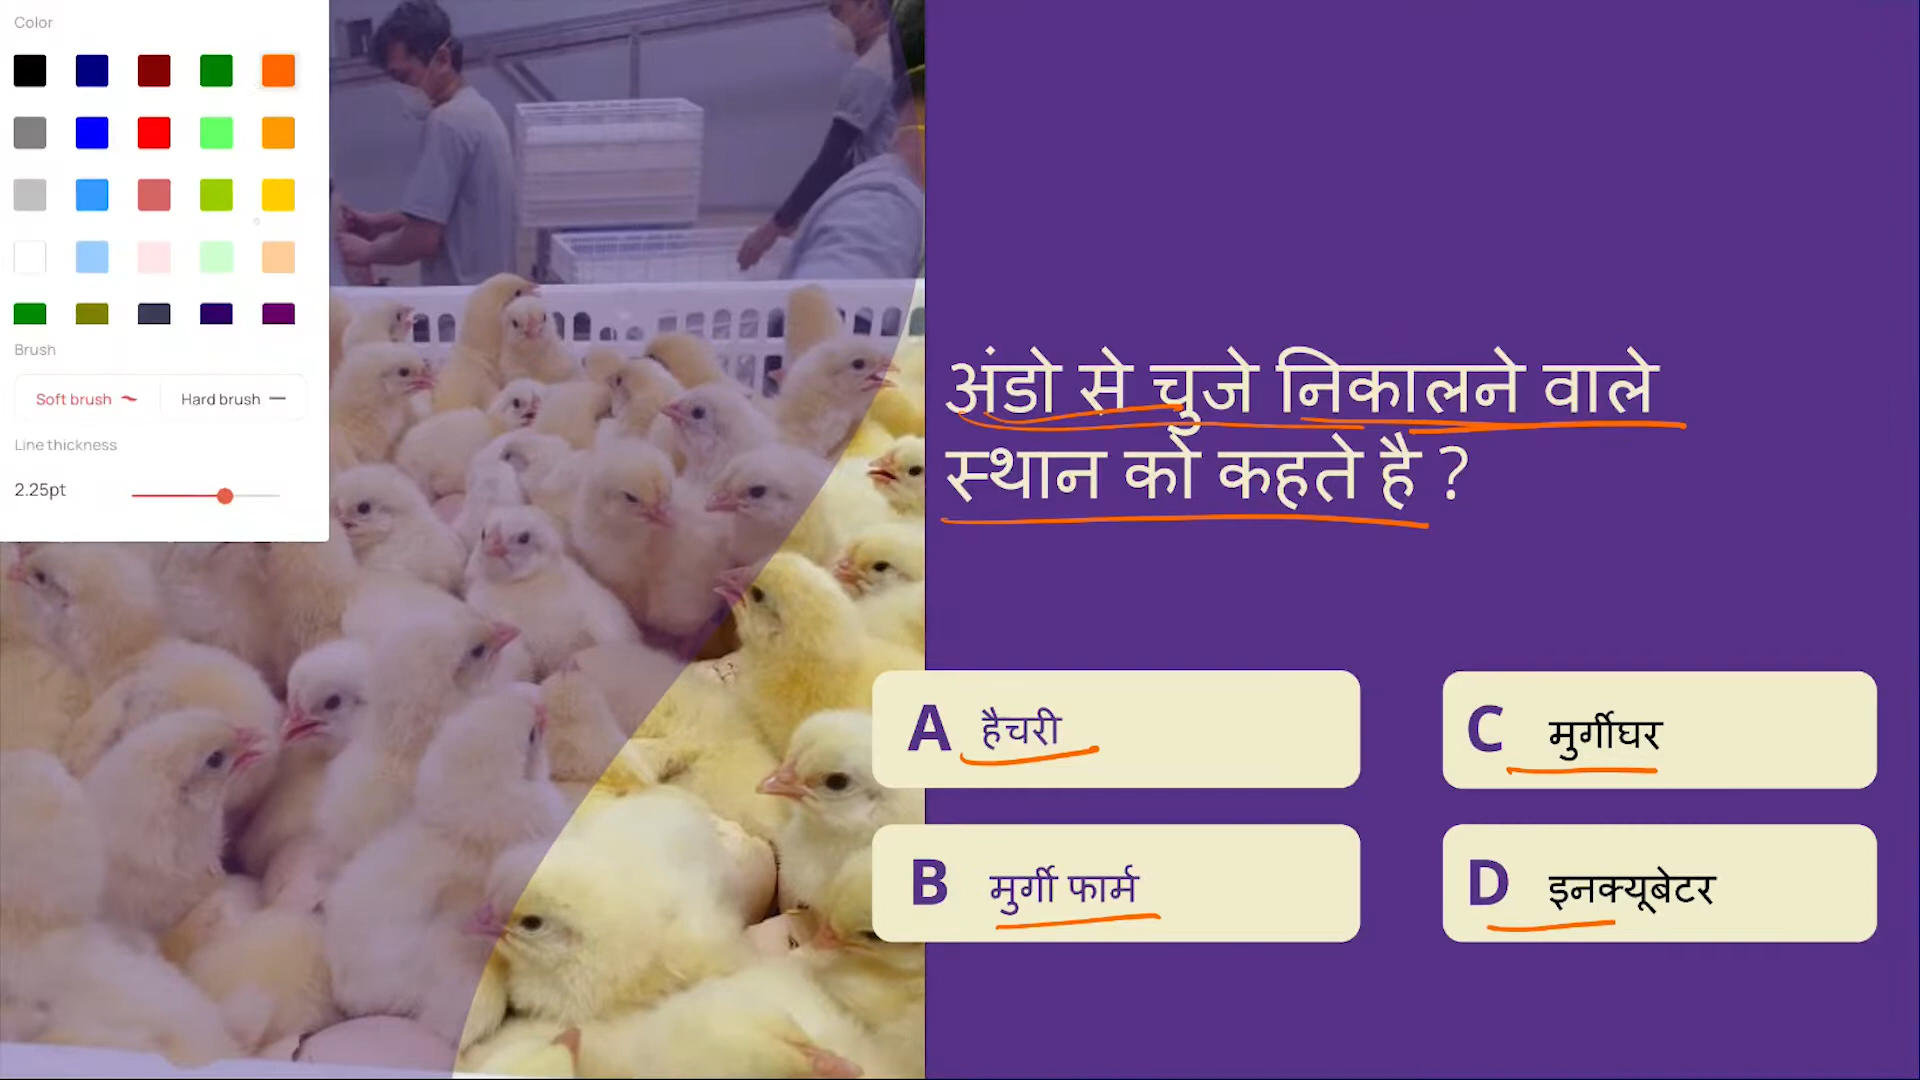 Color
Brush
Soft brush
Hard brush
Line thickness
2.25pt
अंडो से चुजे निकालने वाले
स्थान को कहते है ?
A हैचरी
B मुर्गी फार्म
C मुर्गीघर
D इनक्यूबेटर